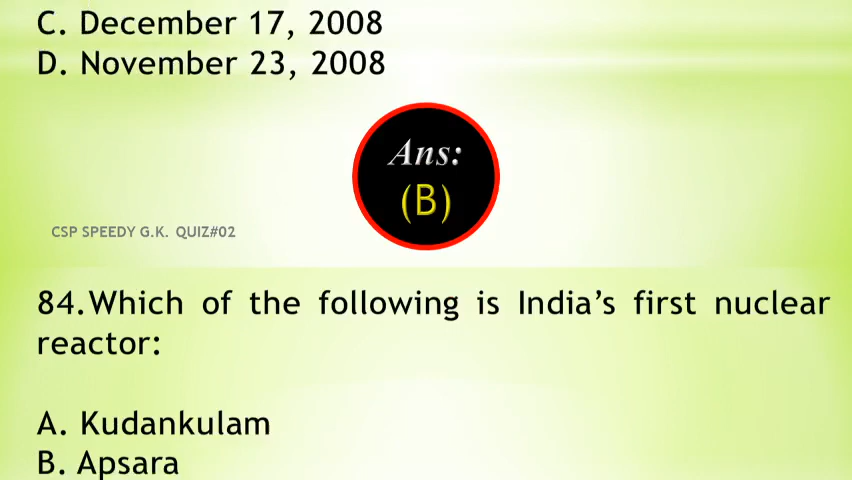 C. December 17, 2008
D. November 23, 2008
Ans:
(B)
CSP SPEEDY G.K. QUIZ#02
84.Which of the following is India’s first nuclear
reactor:
A. Kudankulam
B. Apsara